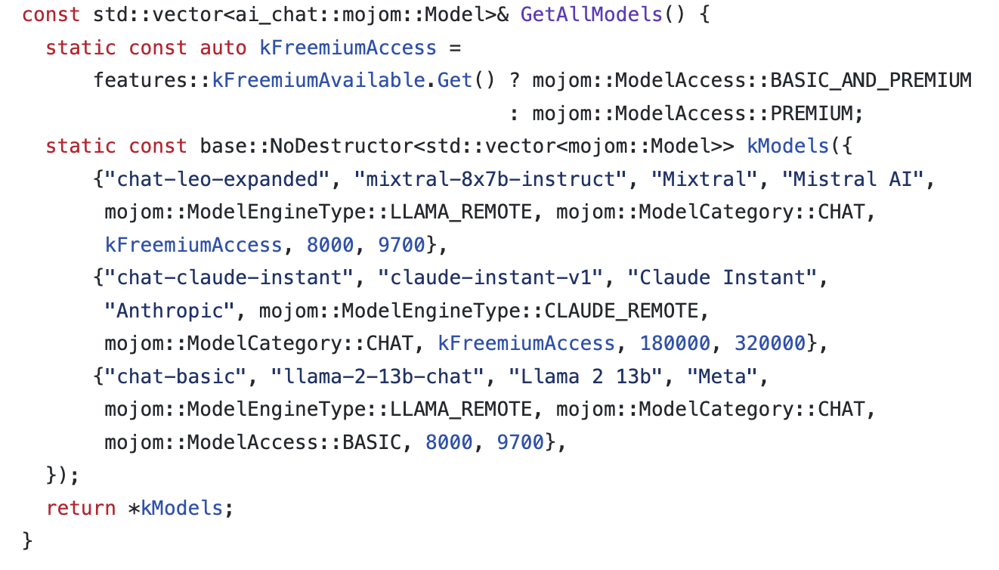 const std::vector<ai_chat::mojom::Model>& GetAllModels() {
  static const auto kFreemiumAccess =
      features::kFreemiumAvailable.Get() ? mojom::ModelAccess::BASIC_AND_PREMIUM
                                         : mojom::ModelAccess::PREMIUM;
  static const base::NoDestructor<std::vector<mojom::Model>> kModels({
      {"chat-leo-expanded", "mixtral-8x7b-instruct", "Mixtral", "Mistral AI",
       mojom::ModelEngineType::LLAMA_REMOTE, mojom::ModelCategory::CHAT,
       kFreemiumAccess, 8000, 9700},
      {"chat-claude-instant", "claude-instant-v1", "Claude Instant",
       "Anthropic", mojom::ModelEngineType::CLAUDE_REMOTE,
       mojom::ModelCategory::CHAT, kFreemiumAccess, 180000, 320000},
      {"chat-basic", "llama-2-13b-chat", "Llama 2 13b", "Meta",
       mojom::ModelEngineType::LLAMA_REMOTE, mojom::ModelCategory::CHAT,
       mojom::ModelAccess::BASIC, 8000, 9700},
  });
  return *kModels;
}